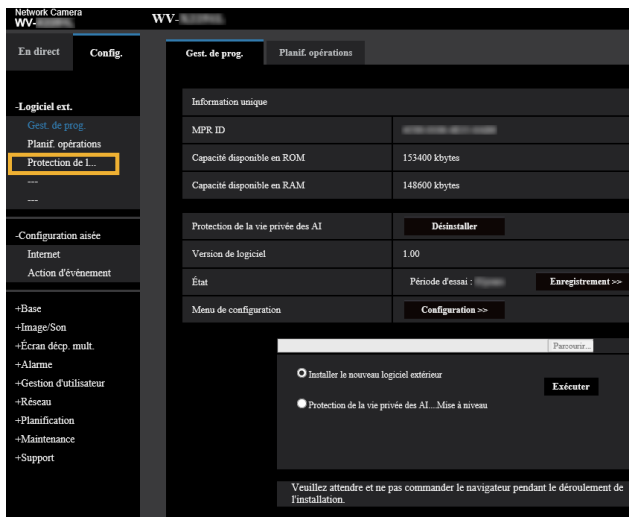 Network Camera
WV-
WV-
En direct
Config.
Gest. de prog.
Planif. opérations
-Logiciel ext.
Gest. de prog.
Planif. opérations
Protection de l...
---
---
-Configuration aisée
Internet
Action d'événement
+Base
+Image/Son
+Écran décp. mult.
+Alarme
+Gestion d'utilisateur
+Réseau
+Planification
+Maintenance
+Support
Information unique
MPR ID
Capacité disponible en ROM
153400 kbytes
Capacité disponible en RAM
148600 kbytes
Protection de la vie privée des AI
Désinstaller
Version de logiciel
1.00
État
Période d'essai :
Enregistrement >>
Menu de configuration
Configuration >>
Parcourir...
Installer le nouveau logiciel extérieur
Exécuter
Protection de la vie privée des AI....Mise à niveau
Veuillez attendre et ne pas commander le navigateur pendant le déroulement de
l'installation.